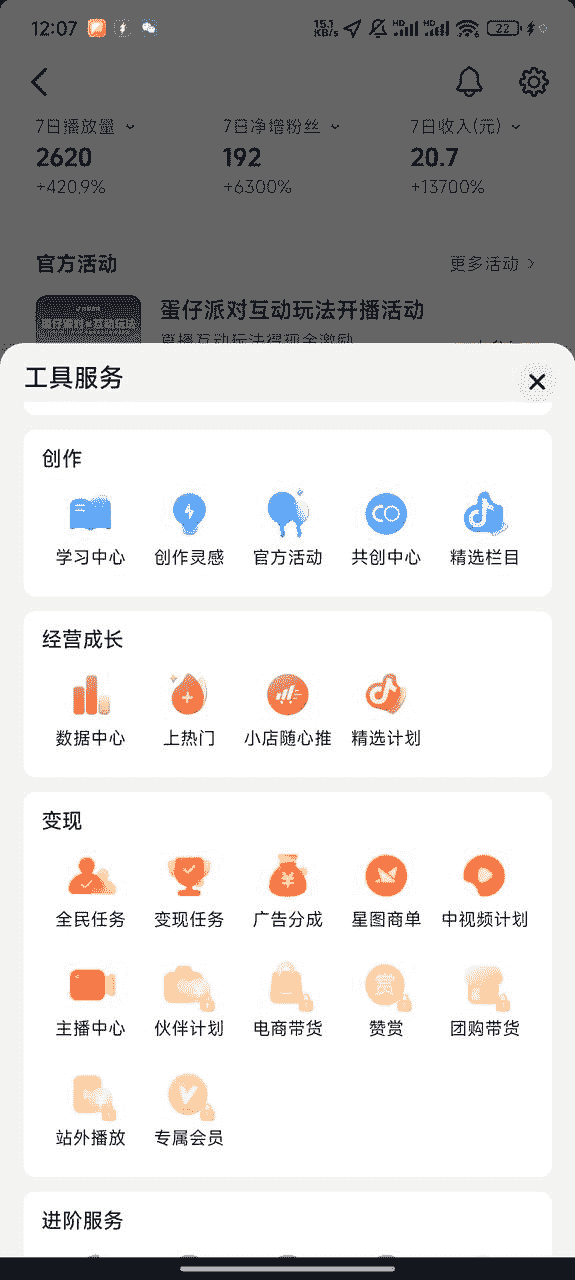 12:07 15.1 KB/s HD HD 22
7日播放量 7日净增粉丝 7日收入(元)
2620 192 20.7
+420.9% +6300% +13700%
官方活动 更多活动
蛋仔派对互动玩法开播活动
工具服务
创作
学习中心 创作灵感 官方活动 共创中心 精选栏目
经营成长
数据中心 上热门 小店随心推 精选计划
变现
全民任务 变现任务 广告分成 星图商单 中视频计划
主播中心 伙伴计划 电商带货 赞赏 团购带货
站外播放 专属会员
进阶服务